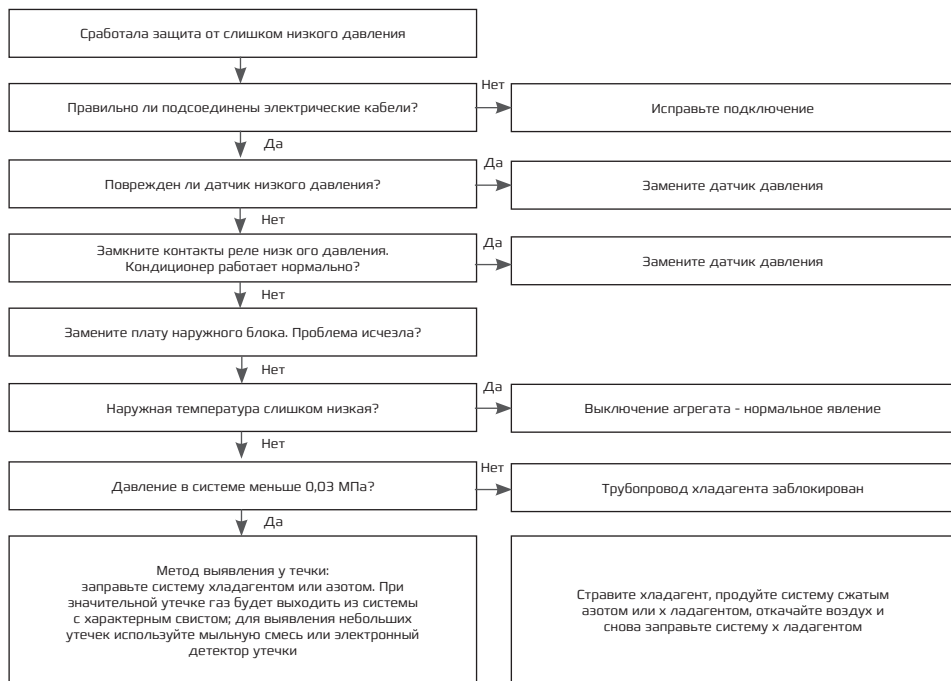 Сработала защита от слишком низкого давления
Правильно ли подсоединены электрические кабели?
Нет
Исправьте подключение
Да
Поврежден ли датчик низкого давления?
Да
Замените датчик давления
Нет
Замкните контакты реле низк ого давления.
Кондиционер работает нормально?
Да
Замените датчик давления
Нет
Замените плату наружного блока. Проблема исчезла?
Нет
Наружная температура слишком низкая?
Да
Выключение агрегата - нормальное явление
Нет
Давление в системе меньше 0,03 МПа?
Нет
Трубопровод хладагента заблокирован
Да
Метод выявления у течки:
заправьте систему хладагентом или азотом. При
значительной утечке газ будет выходить из системы
с характерным свистом; для выявления небольших
утечек используйте мыльную смесь или электронный
детектор утечки
Стравите хладагент, продуйте систему сжатым
азотом или х ладагентом, откачайте воздух и
снова заправьте систему х ладагентом